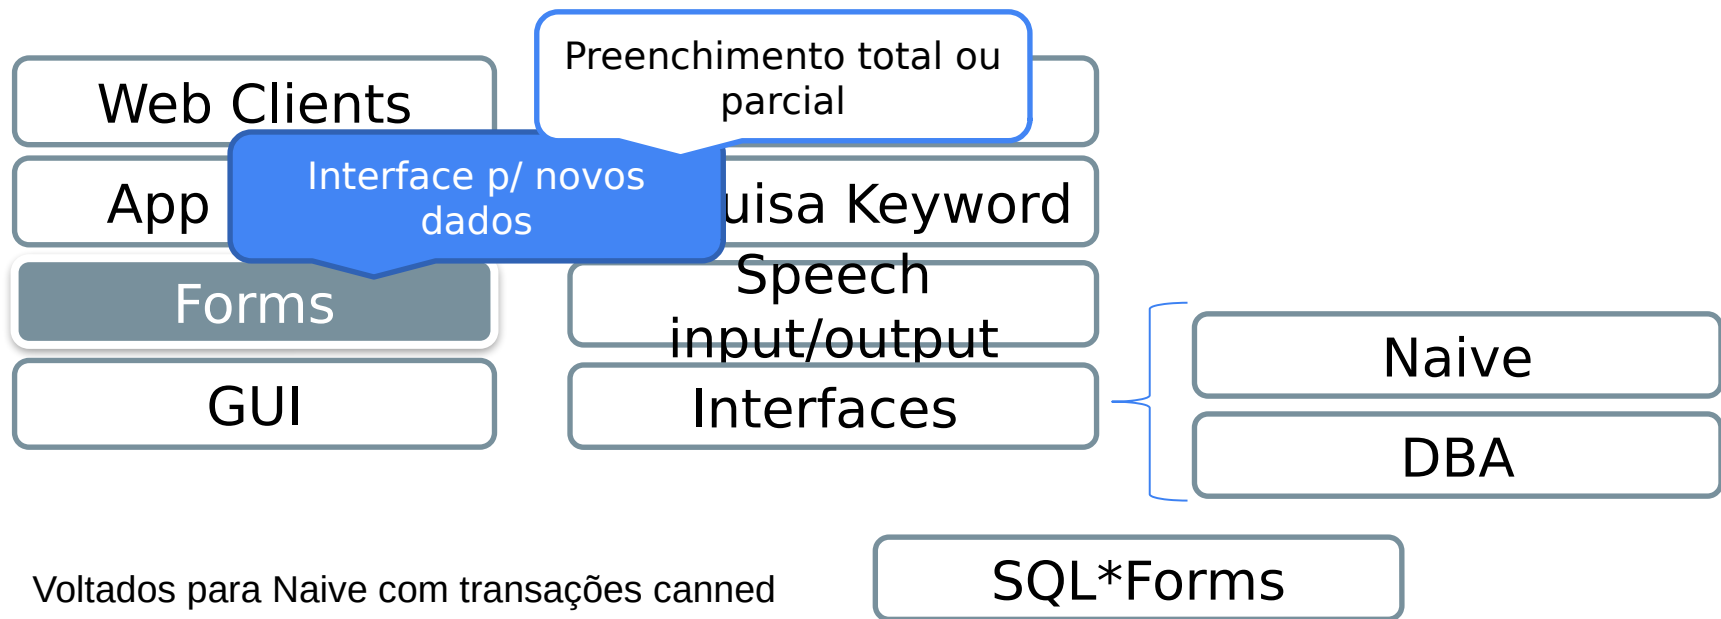 Preenchimento total ou
parcial
Web Clients
Interface p/ novos
dados
App
uisa Keyword
Forms
Speech
input/output
GUI
Interfaces
Naive
DBA
SQL*Forms
Voltados para Naive com transações canned